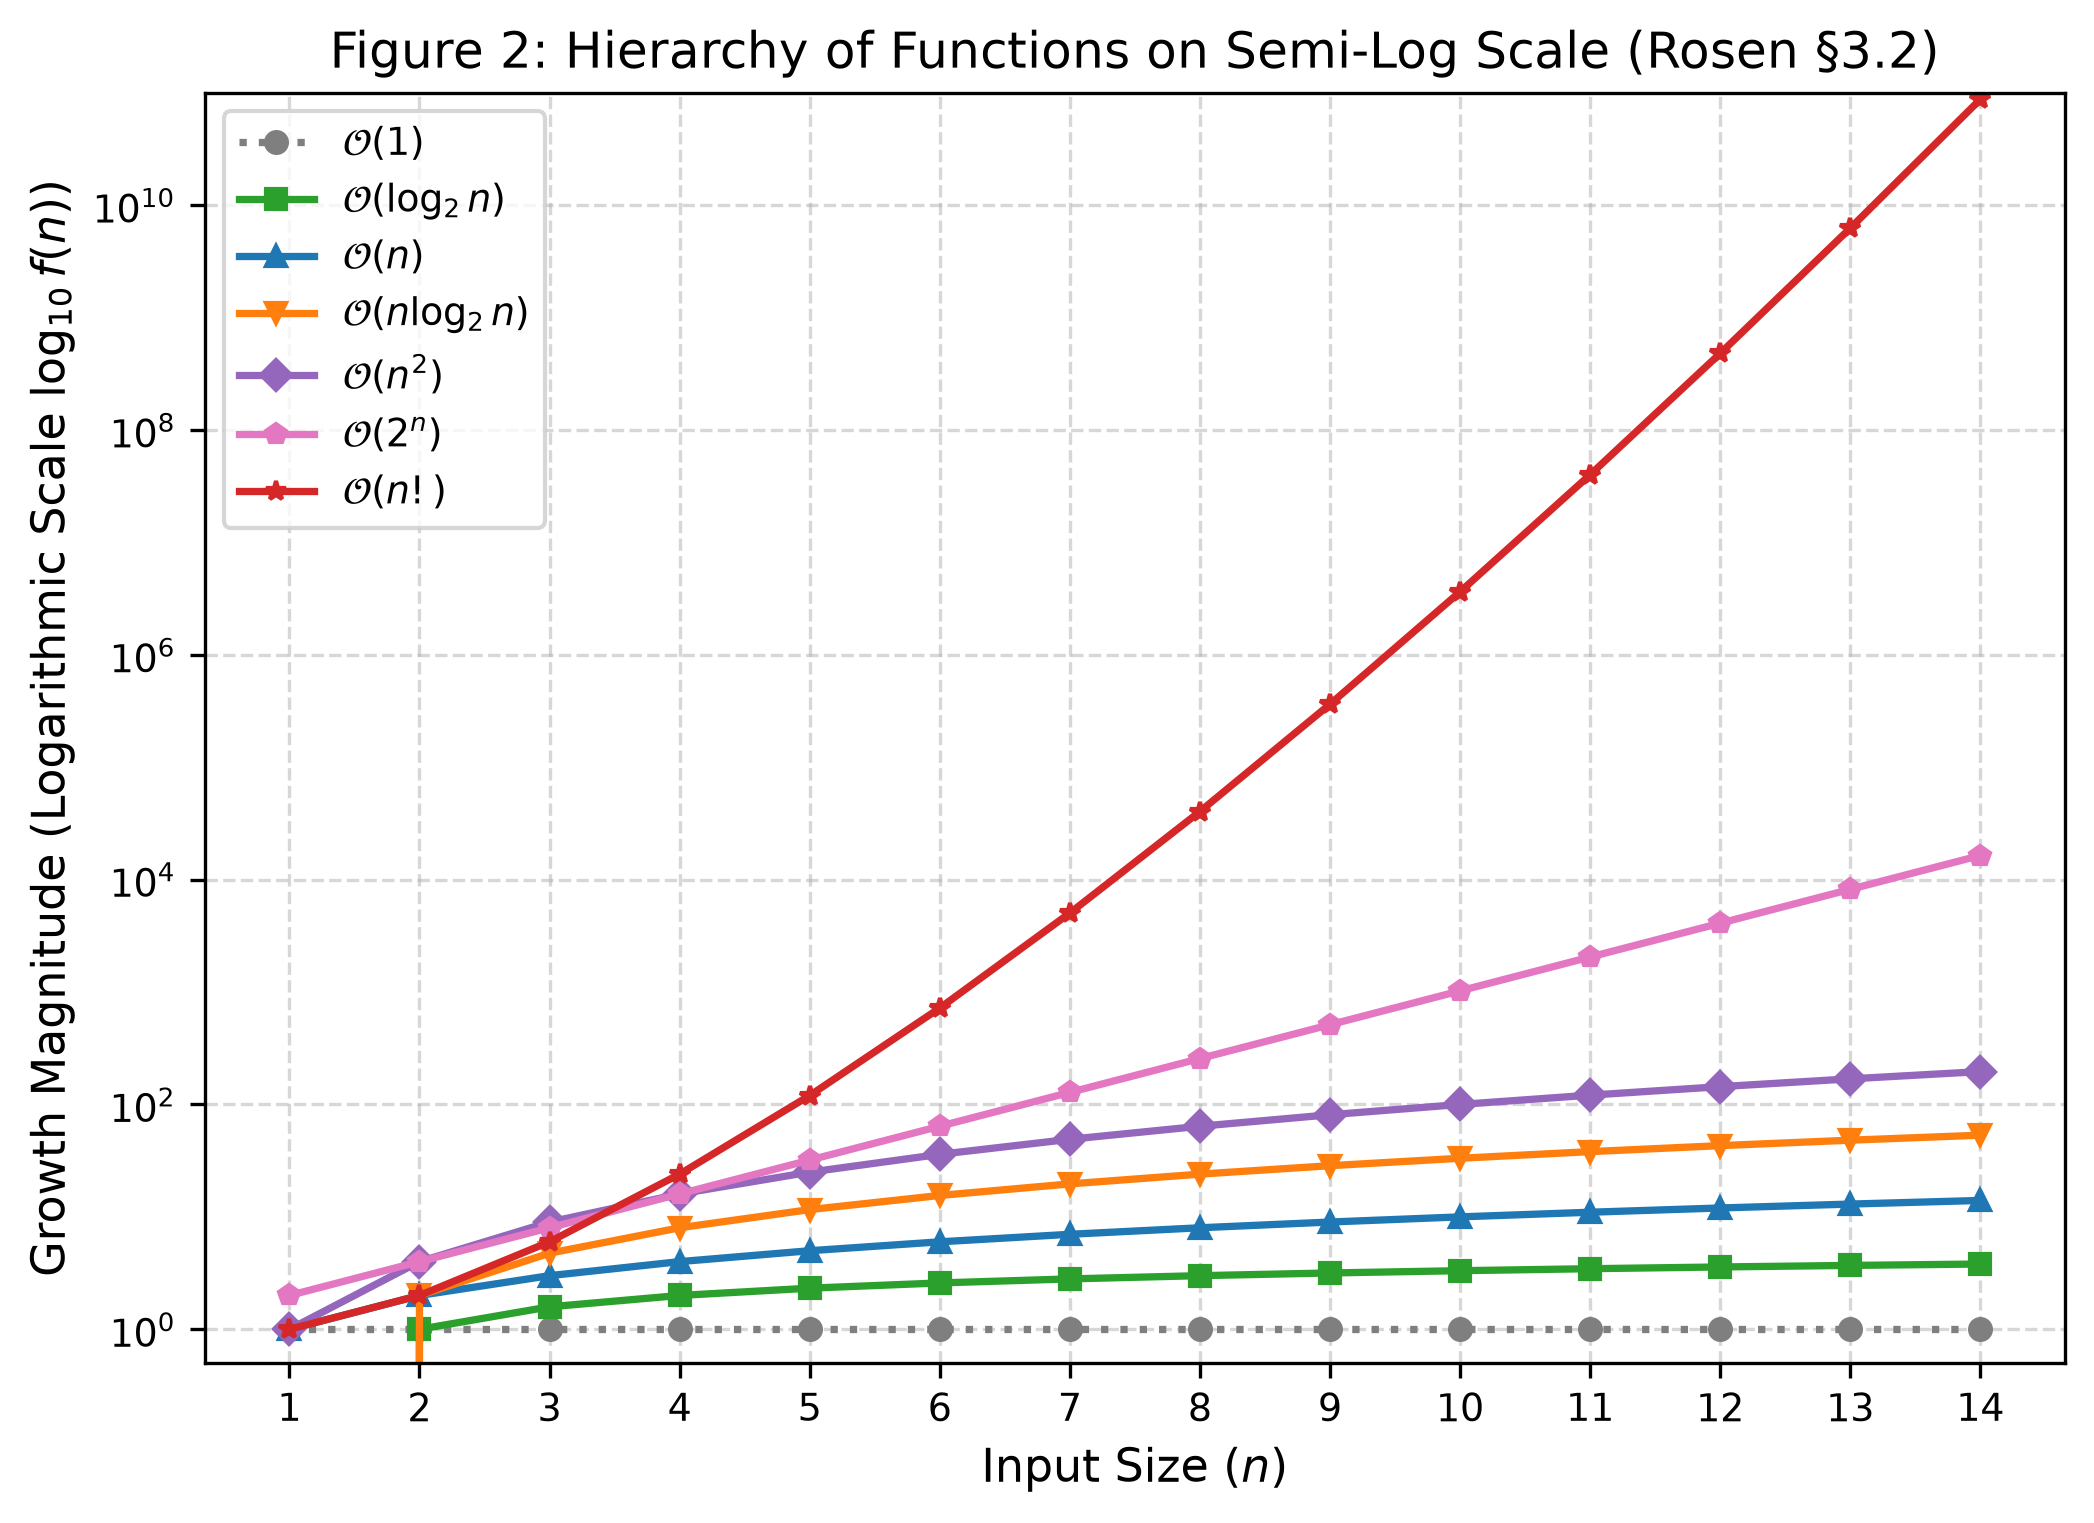 Figure 2: Hierarchy of Functions on Semi-Log Scale (Rosen §3.2)
𝒪(1)
𝒪(log₂ n)
𝒪(n)
𝒪(nlog₂ n)
𝒪(n²)
𝒪(2ⁿ)
𝒪(n!)
Growth Magnitude (Logarithmic Scale log₁₀ f(n))
10¹⁰
10⁸
10⁶
10⁴
10²
10⁰
1 2 3 4 5 6 7 8 9 10 11 12 13 14
Input Size (n)